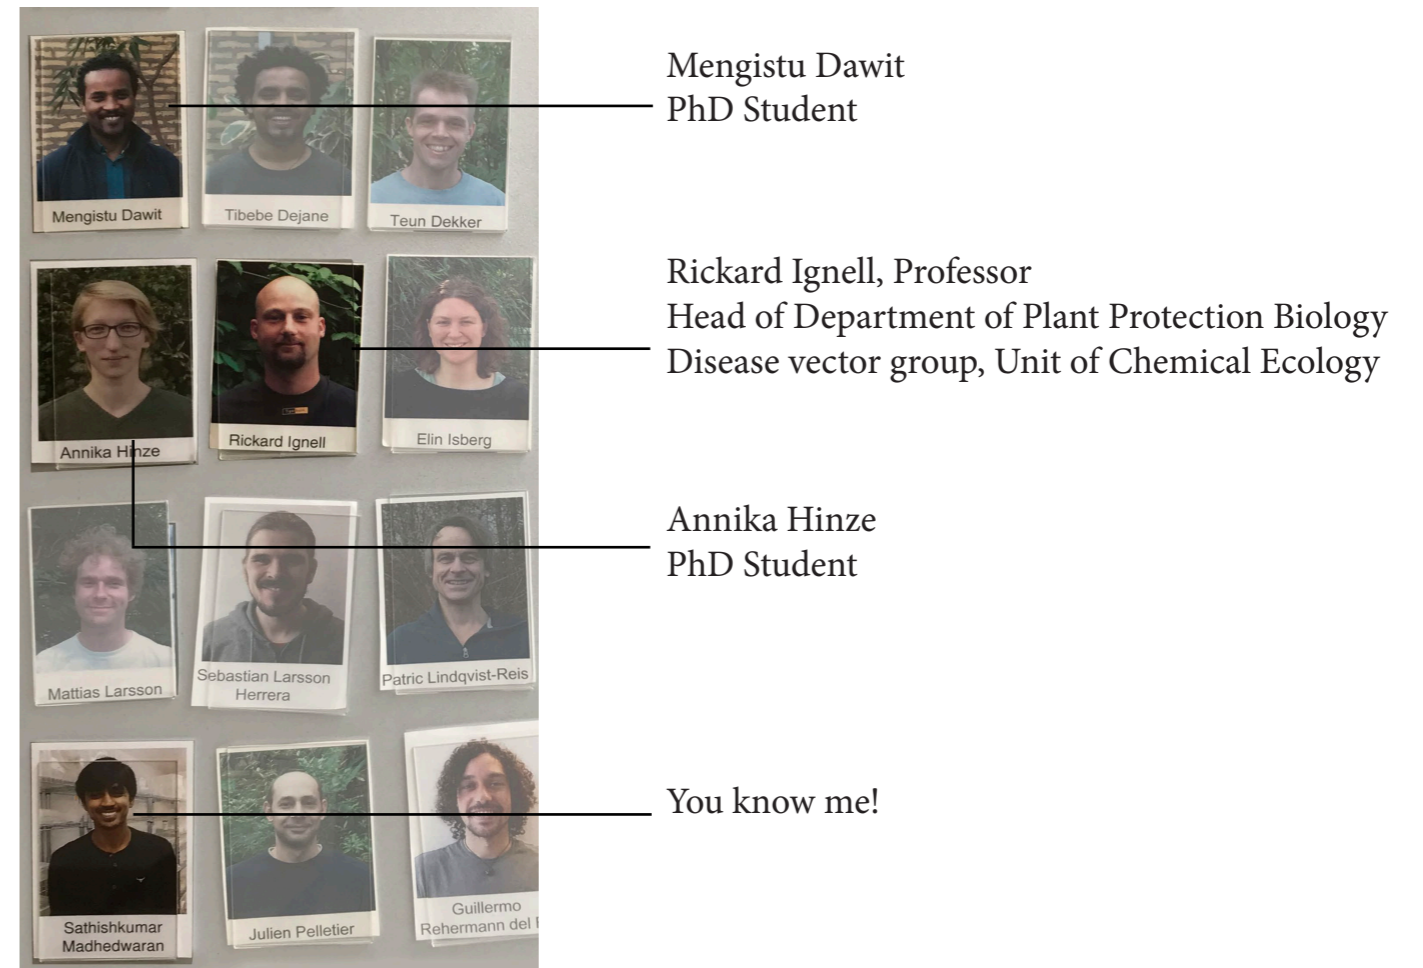 Mengistu Dawit
PhD Student
Mengistu Dawit
Tibebe Dejane
Teun Dekker
Rickard Ignell, Professor
Head of Department of Plant Protection Biology
Disease vector group, Unit of Chemical Ecology
Annika Hinze
Rickard Ignell
Elin Isberg
Annika Hinze
PhD Student
Mattias Larsson
Sebastian Larsson
Herrera
Patric Lindqvist-Reis
You know me!
Sathishkumar
Madhedwaran
Julien Pelletier
Guillermo
Rehermann del